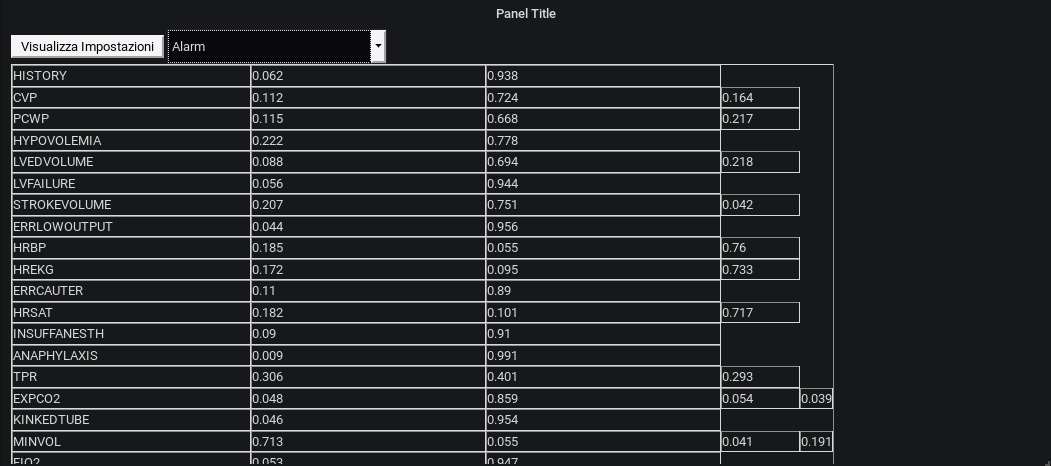 Panel Title
Visualizza Impostazioni Alarm
HISTORY 0.062 0.938
CVP 0.112 0.724 0.164
PCWP 0.115 0.668 0.217
HYPOVOLEMIA 0.222 0.778
LVEDVOLUME 0.088 0.694 0.218
LVFAILURE 0.056 0.944
STROKEVOLUME 0.207 0.751 0.042
ERRLOWOUTPUT 0.044 0.956
HRBP 0.185 0.055 0.76
HREKG 0.172 0.095 0.733
ERRCAUTER 0.11 0.89
HRSAT 0.182 0.101 0.717
INSUFFANESTH 0.09 0.91
ANAPHYLAXIS 0.009 0.991
TPR 0.306 0.401 0.293
EXPCO2 0.048 0.859 0.054 0.039
KINKEDTUBE 0.046 0.954
MINVOL 0.713 0.055 0.041 0.191
FIO2 0.053 0.947